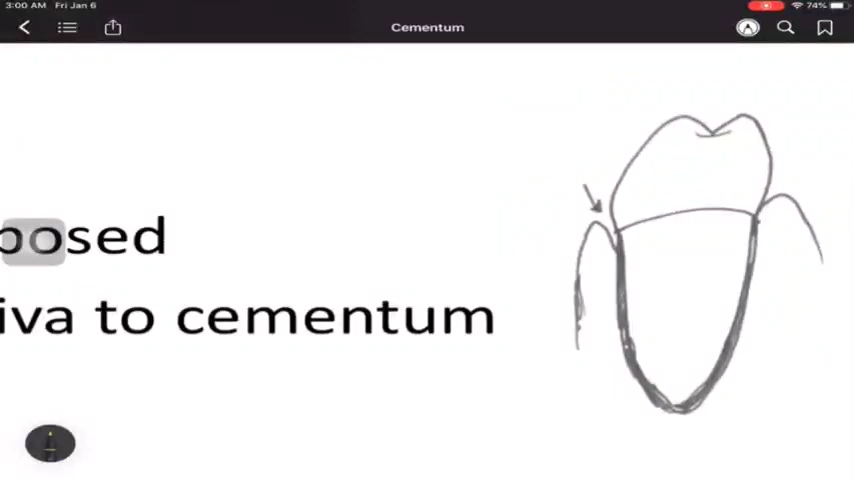 3:00 AM Fri Jan 6
74%
Cementum
posed
iva to cementum